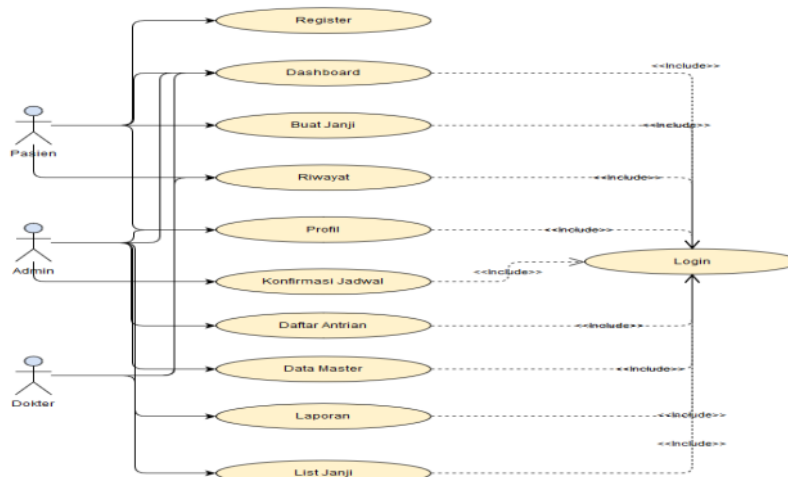 Register
<<Include>>
Dashboard
Buat Janji
<<Include>>
Pasien
Riwayat
<<Include>>
Profil
<<Include>>
Admin
Konfirmasi Jadwal
<<Include>>
Login
Daftar Antrian
<<Include>>
Data Master
<<Include>>
Dokter
Laporan
<<Include>>
<<Include>>
List Janji